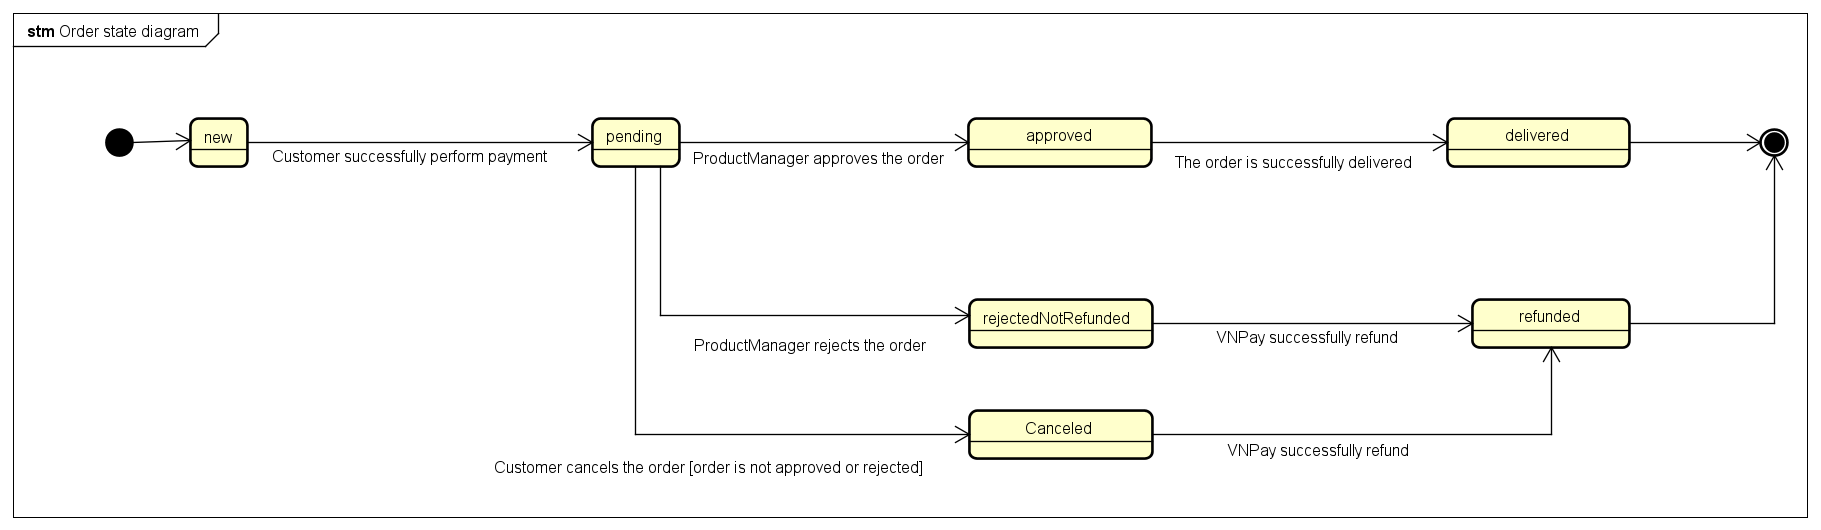 stm Order state diagram
new
Customer successfully perform payment
pending
ProductManager approves the order
approved
The order is successfully delivered
delivered
rejectedNotRefunded
ProductManager rejects the order
VNPay successfully refund
refunded
Canceled
Customer cancels the order [order is not approved or rejected]
VNPay successfully refund